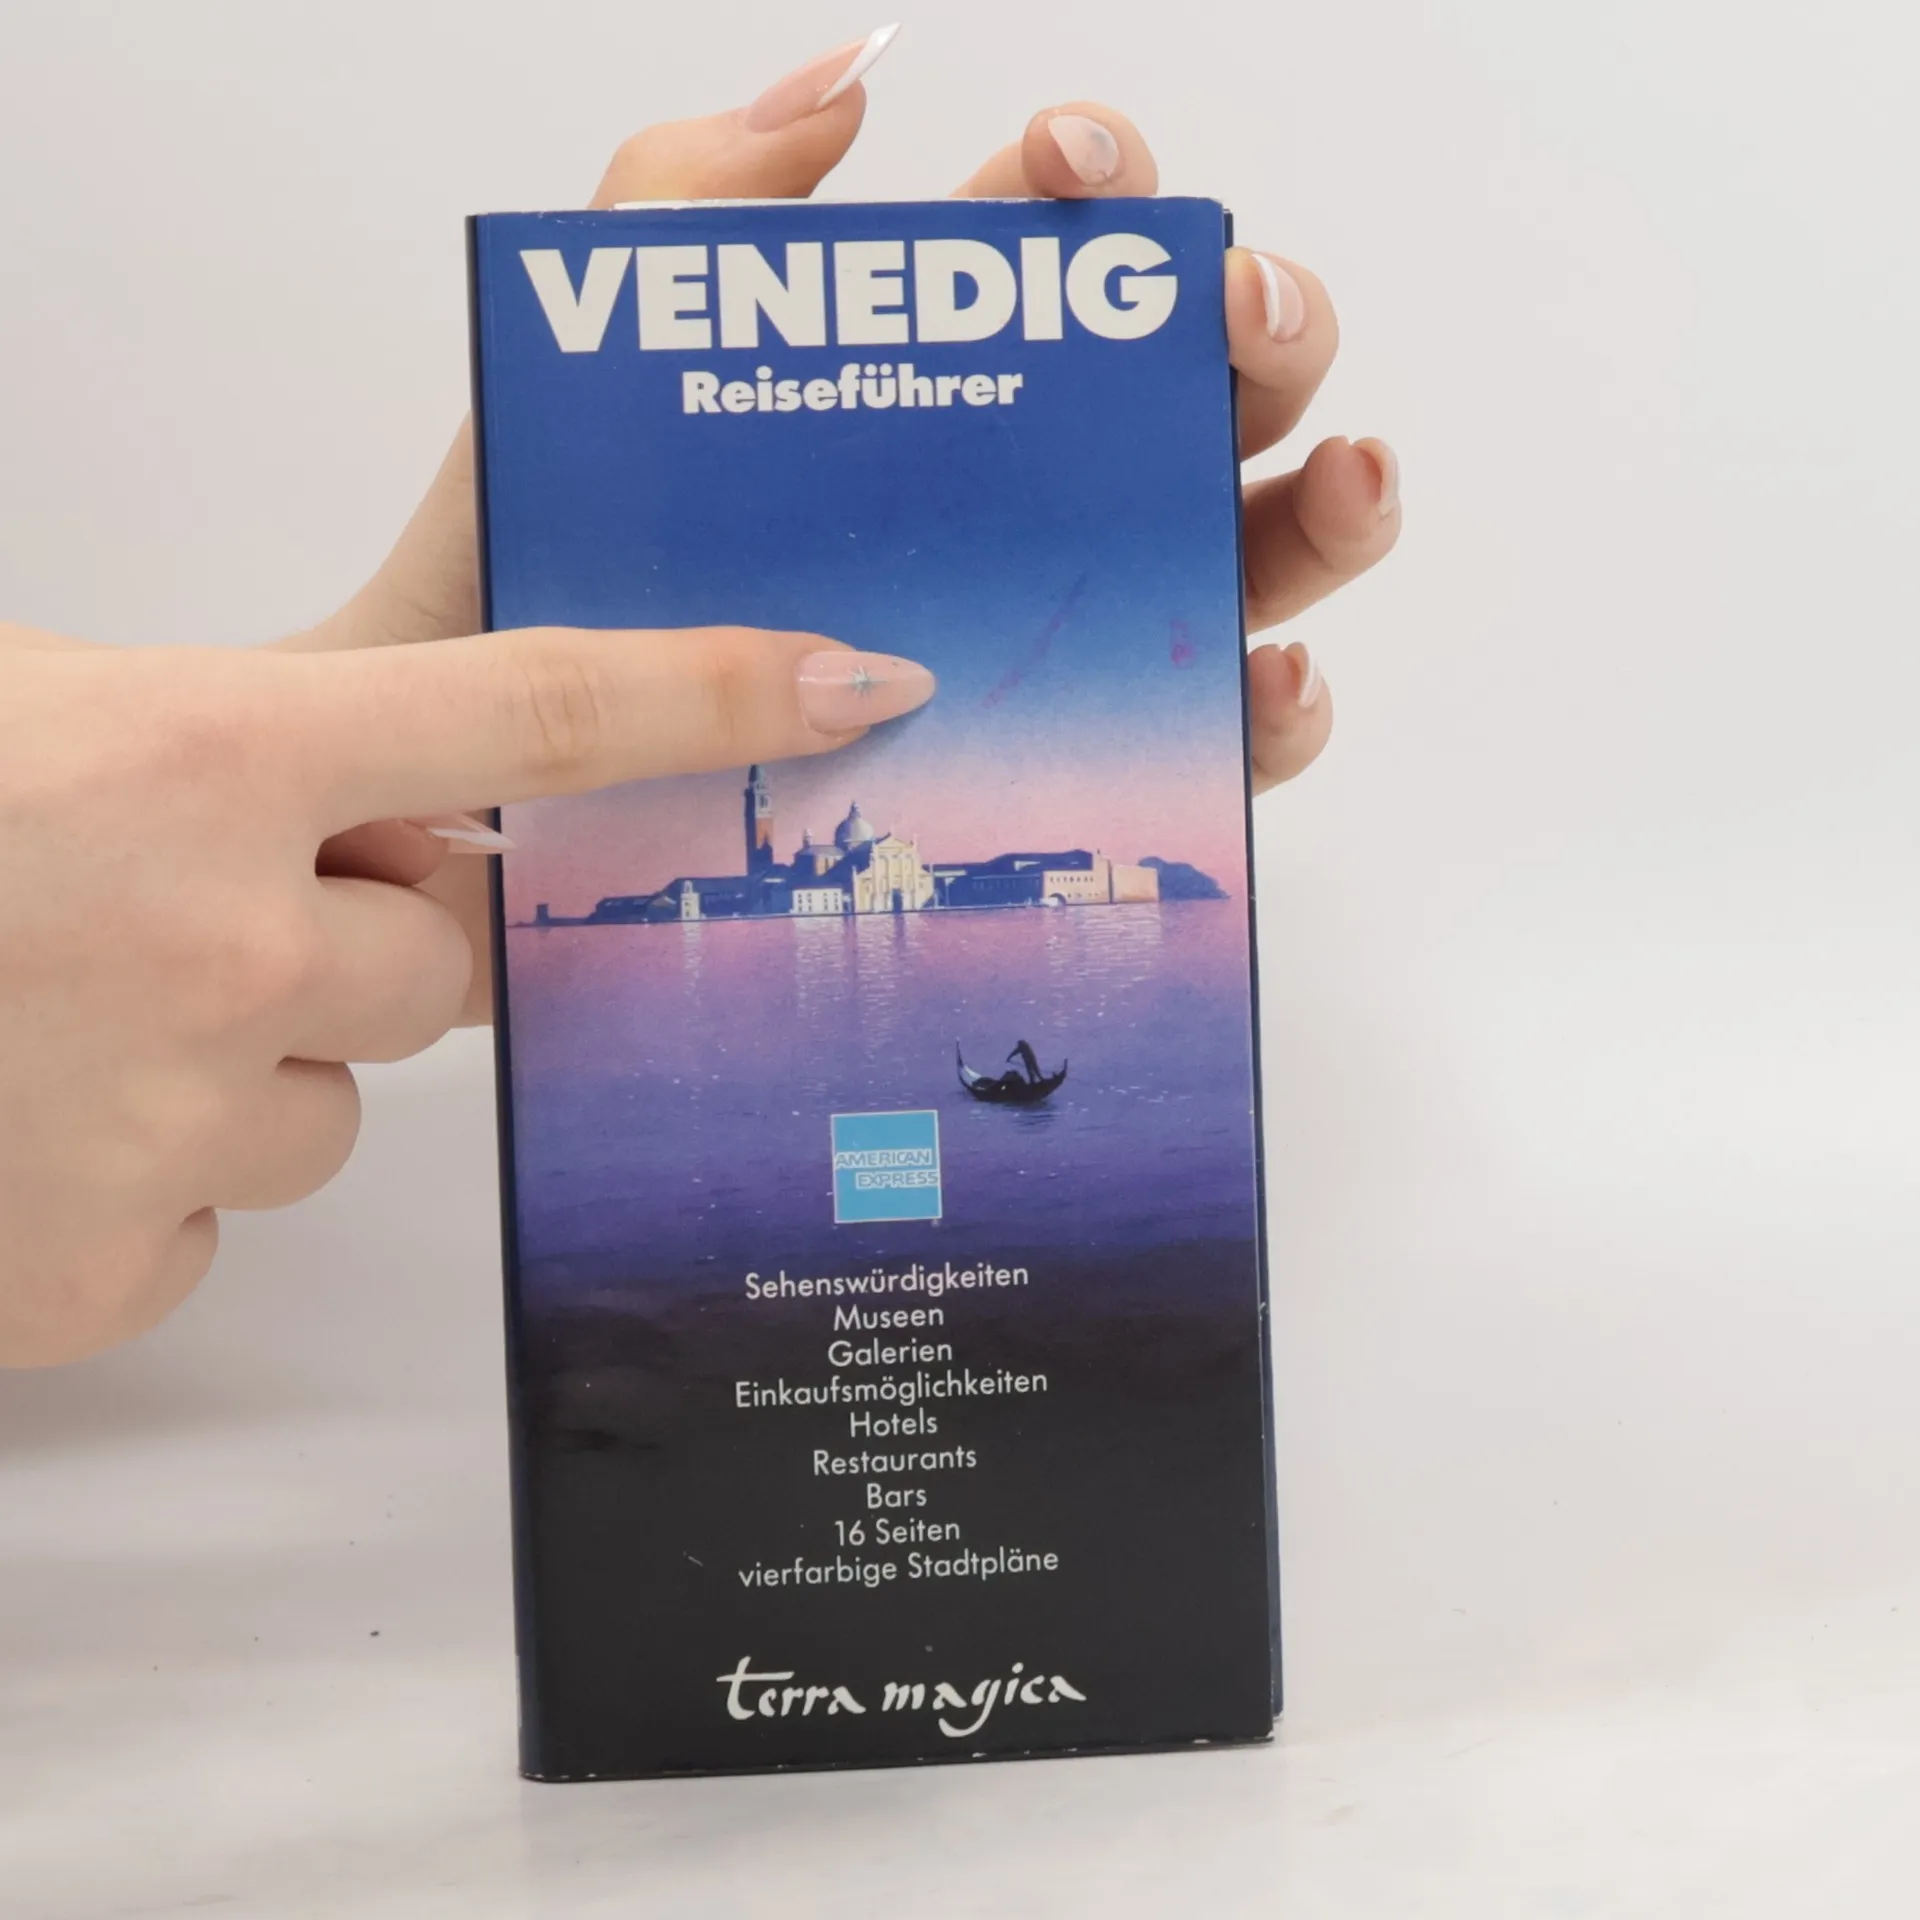 VENEDIG
Reiseführer
AMERICAN
EXPRESS
Sehenswürdigkeiten
Museen
Galerien
Einkaufsmöglichkeiten
Hotels
Restaurants
Bars
16 Seiten
vierfarbige Stadtpläne
terra magica